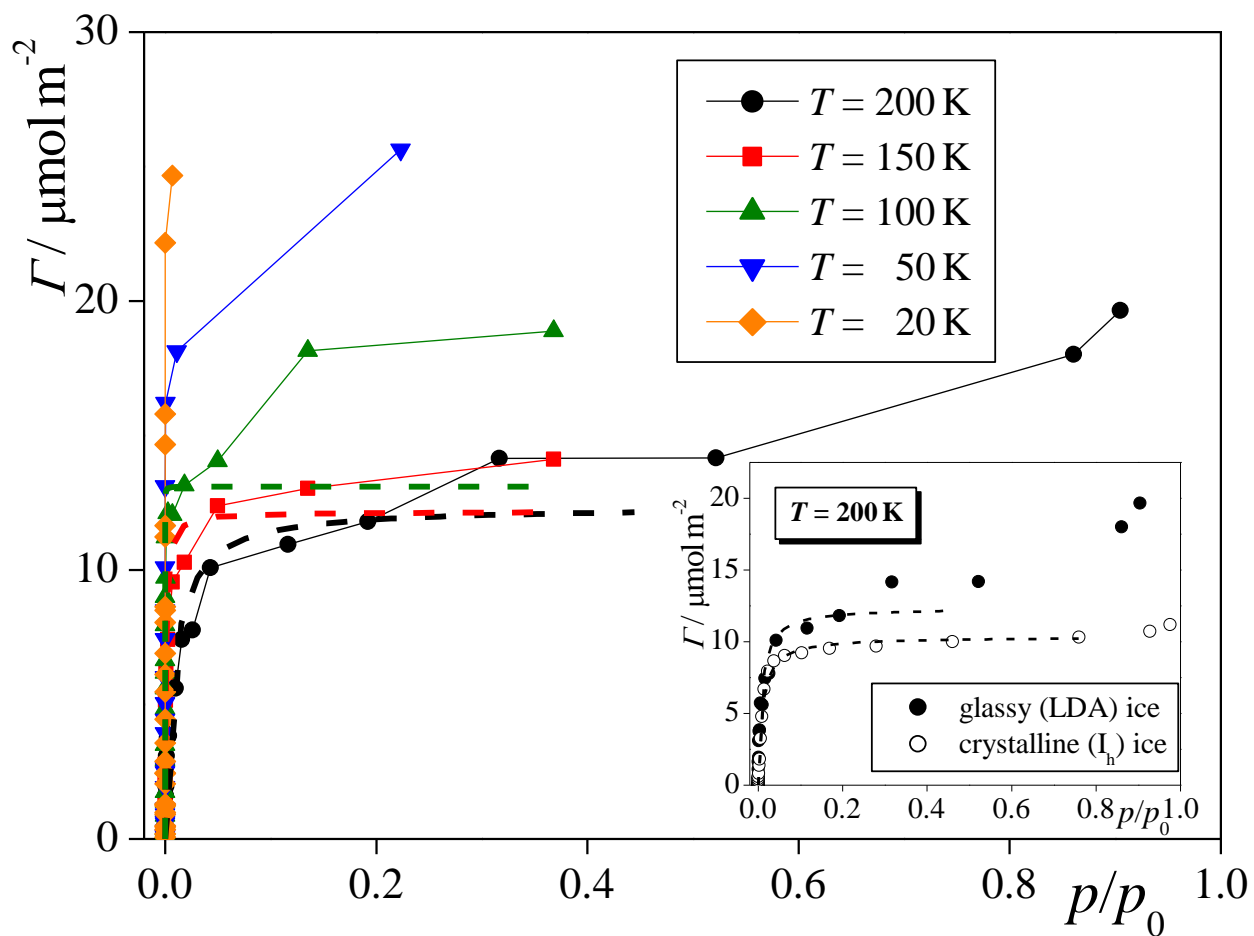 Γ / μmol m⁻²
30
20
10
0
0.0 0.2 0.4 0.6 0.8 1.0
p/p₀
T = 200 K
T = 150 K
T = 100 K
T = 50 K
T = 20 K
Γ / μmol m⁻²
20
15
10
5
0
T = 200 K
glassy (LDA) ice
crystalline (Iₕ) ice
0.0 0.2 0.4 0.6 0.8 p/p₀ 1.0